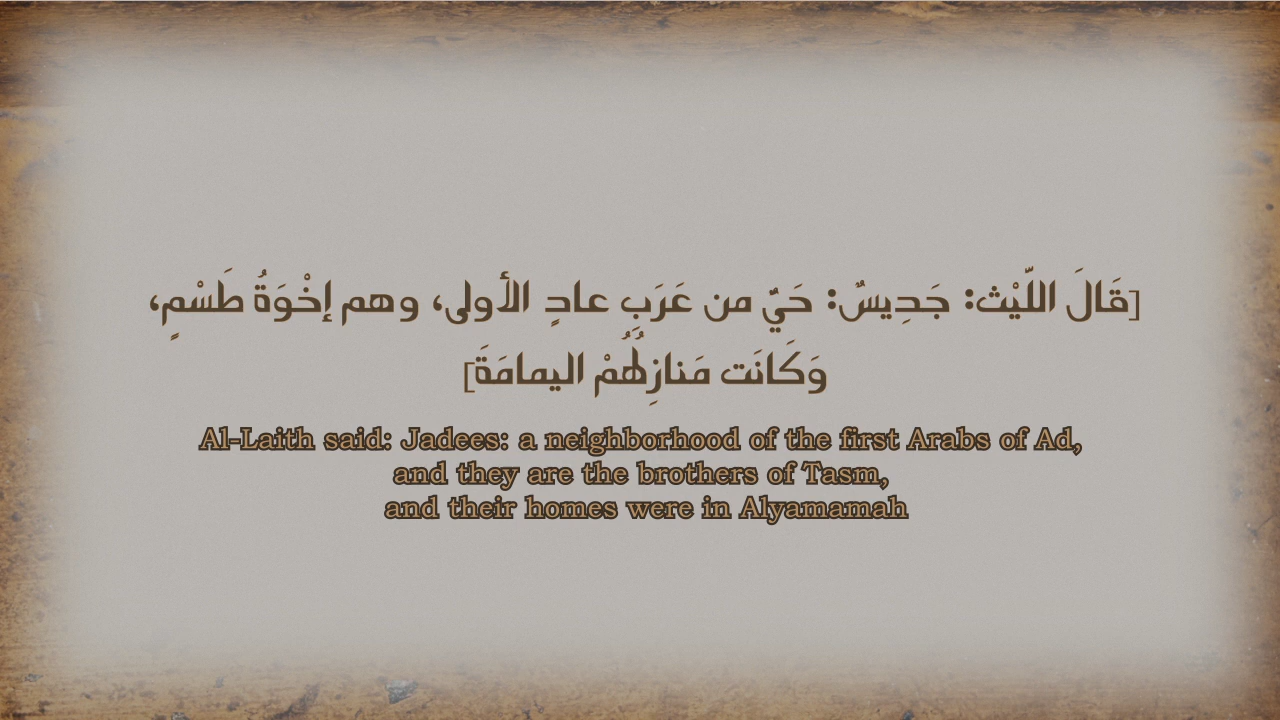 [قَالَ اللّيْث: جَدِيسٌ: حَيٌ من عَرَبِ عادٍ الأولى، وهم إخْوَةُ طَسْمٍ،
وَكَانَت مَنازِلُهُمْ اليمامَةَ]
Al-Laith said: Jadees: a neighborhood of the first Arabs of Ad,
and they are the brothers of Tasm,
and their homes were in Alyamamah